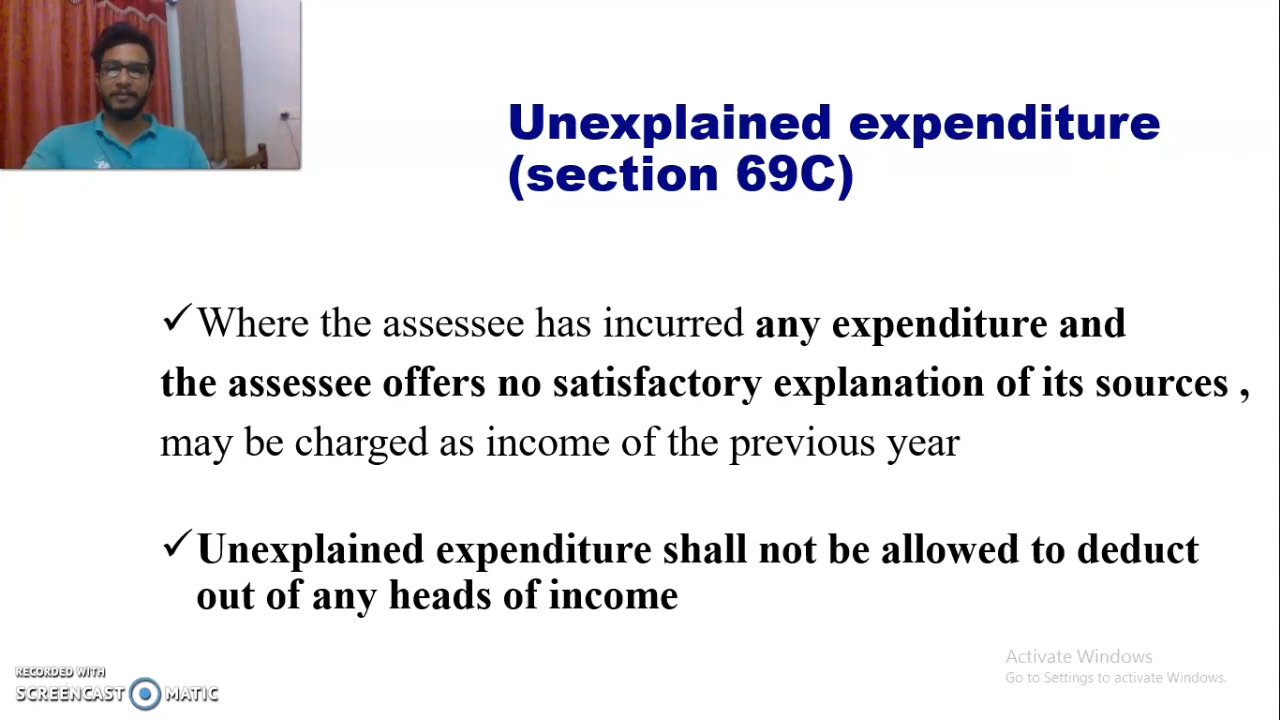 Unexplained expenditure
(section 69C)
✓Where the assessee has incurred any expenditure and
the assessee offers no satisfactory explanation of its sources ,
may be charged as income of the previous year
✓Unexplained expenditure shall not be allowed to deduct
out of any heads of income
Activate Windows
Go to Settings to activate Windows.
RECORDED WITH
SCREENCAST MATIC